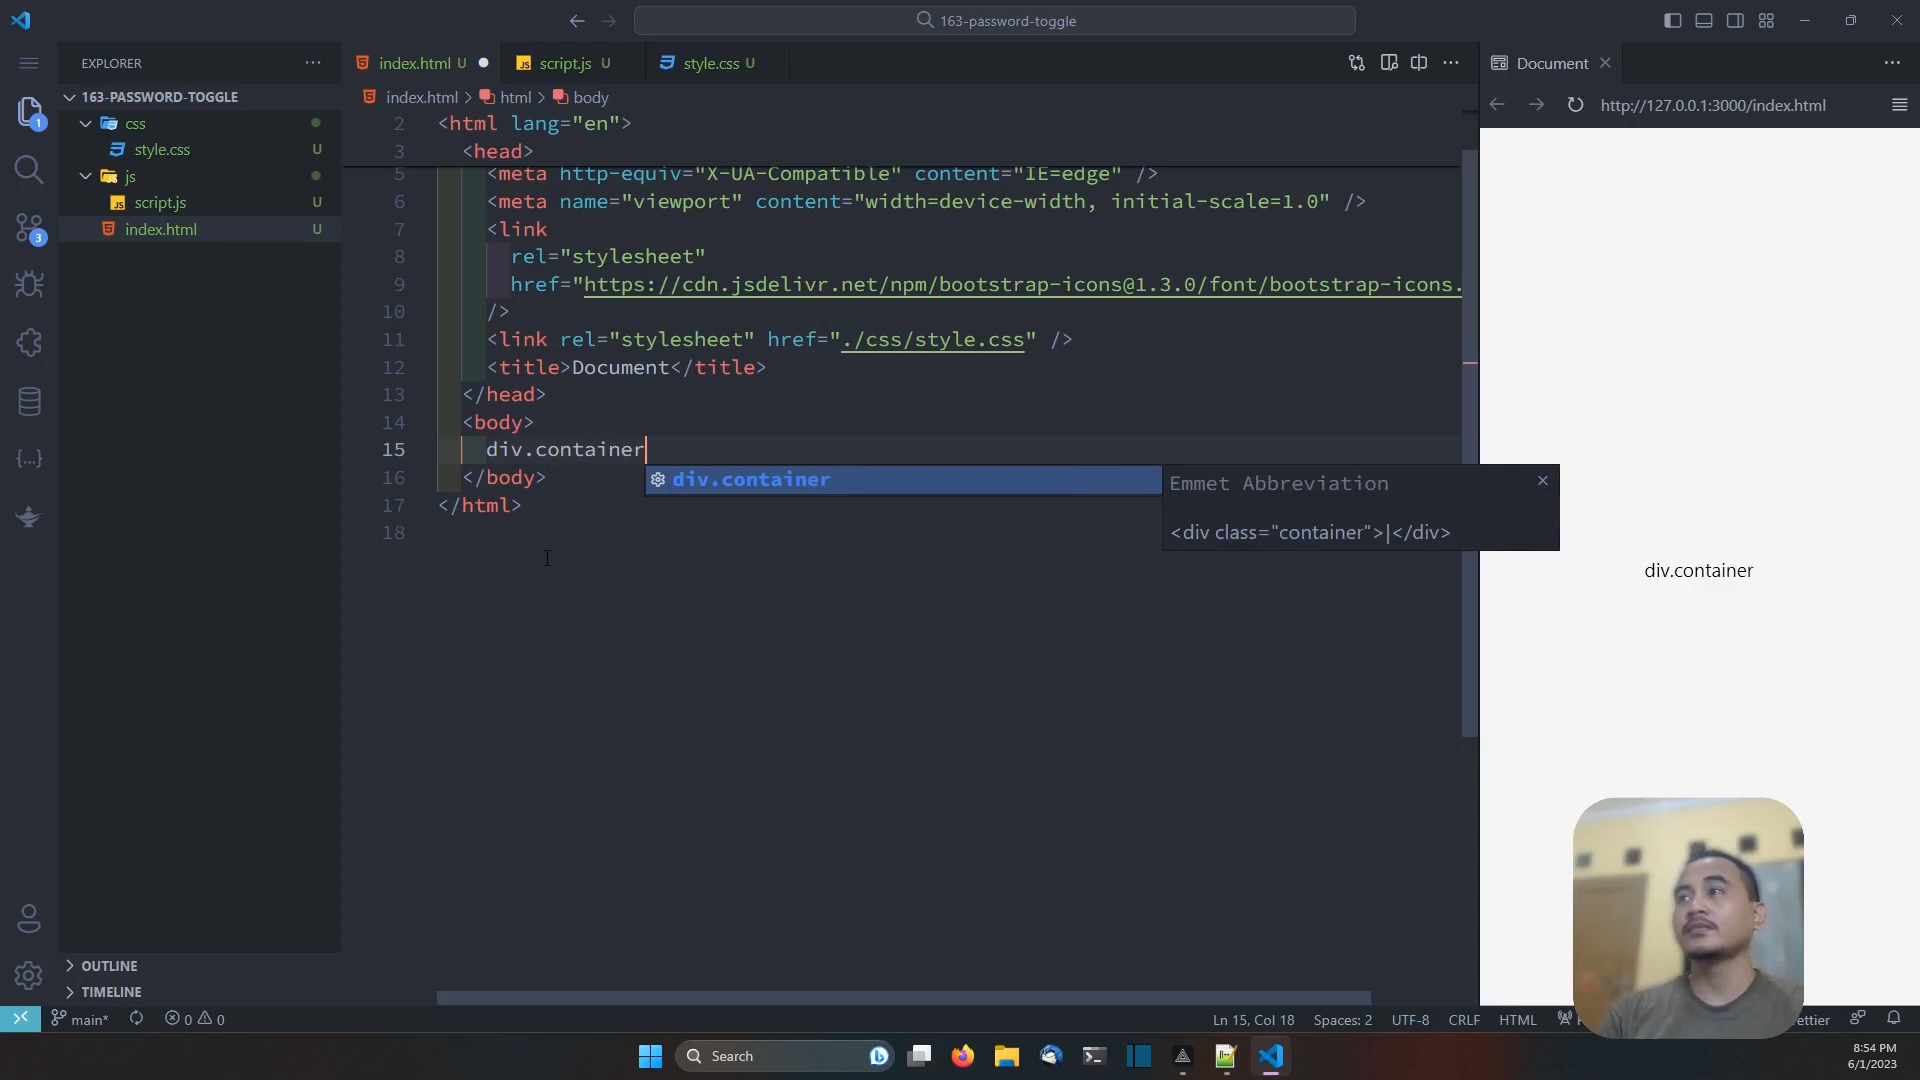 163-password-toggle
EXPLORER
163-PASSWORD-TOGGLE
css
style.css U
js
script.js U
index.html U
OUTLINE
TIMELINE
index.html U
script.js U
style.css U
index.html > html > body
2 <html lang="en">
3 <head>
5 <meta http-equiv="X-UA-Compatible" content="IE=edge" />
6 <meta name="viewport" content="width=device-width, initial-scale=1.0" />
7 <link
8 rel="stylesheet"
9 href="https://cdn.jsdelivr.net/npm/bootstrap-icons@1.3.0/font/bootstrap-icons.
10 />
11 <link rel="stylesheet" href="./css/style.css" />
12 <title>Document</title>
13 </head>
14 <body>
15 div.container
16 </body>
17 </html>
18
div.container
Emmet Abbreviation
<div class="container">|</div>
Document
http://127.0.0.1:3000/index.html
div.container
1
3
main* 0 0
Ln 15, Col 18 Spaces: 2 UTF-8 CRLF HTML
Search
8:54 PM
6/1/2023